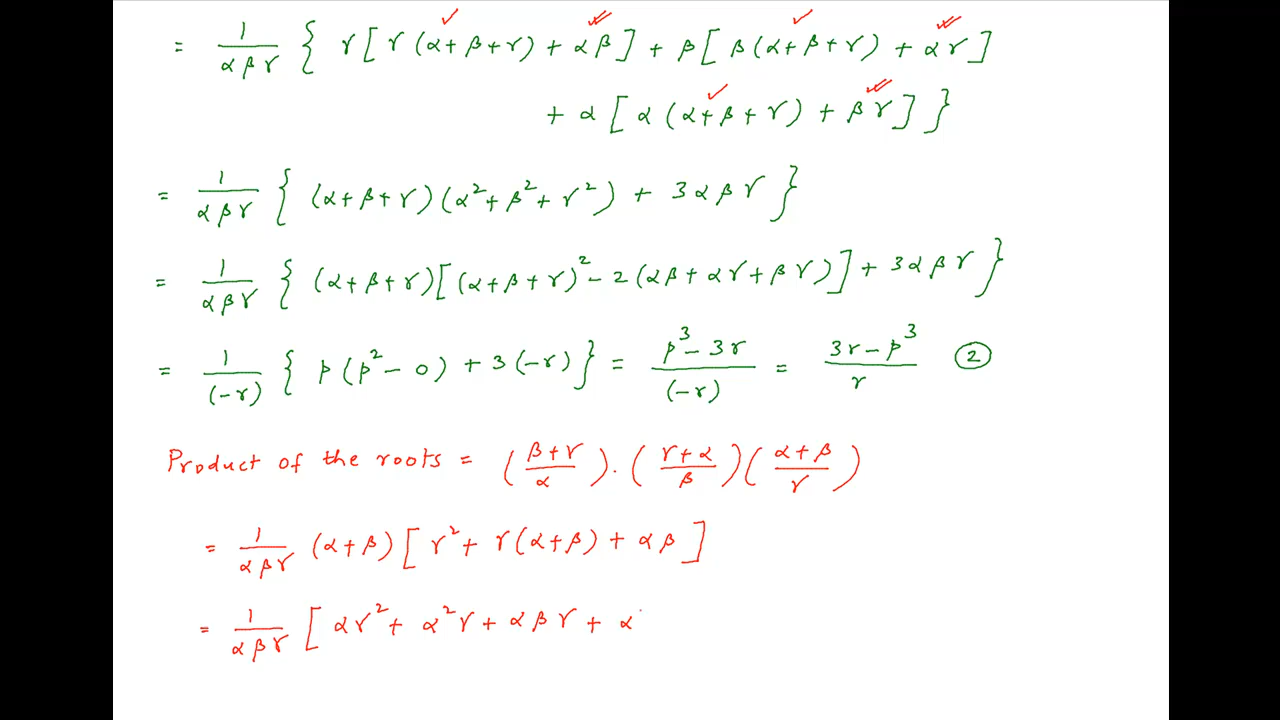 = 1/αβγ { γ[γ(α+β+γ) + αβ] + β[β(α+β+γ) + αγ]
+ α[α(α+β+γ) + βγ] }
= 1/αβγ { (α+β+γ)(α²+β²+γ²) + 3αβγ }
= 1/αβγ { (α+β+γ)[(α+β+γ)² - 2(αβ+αγ+βγ)] + 3αβγ }
= 1/(-r) { p(p² - 0) + 3(-r) } = p³ - 3r/(-r) = 3r - p³/r ②
Product of the roots = (β+γ/α) . (γ+α/β)(α+β/γ)
= 1/αβγ (α+β)[γ² + γ(α+β) + αβ]
= 1/αβγ [αγ² + α²γ + αβγ + α